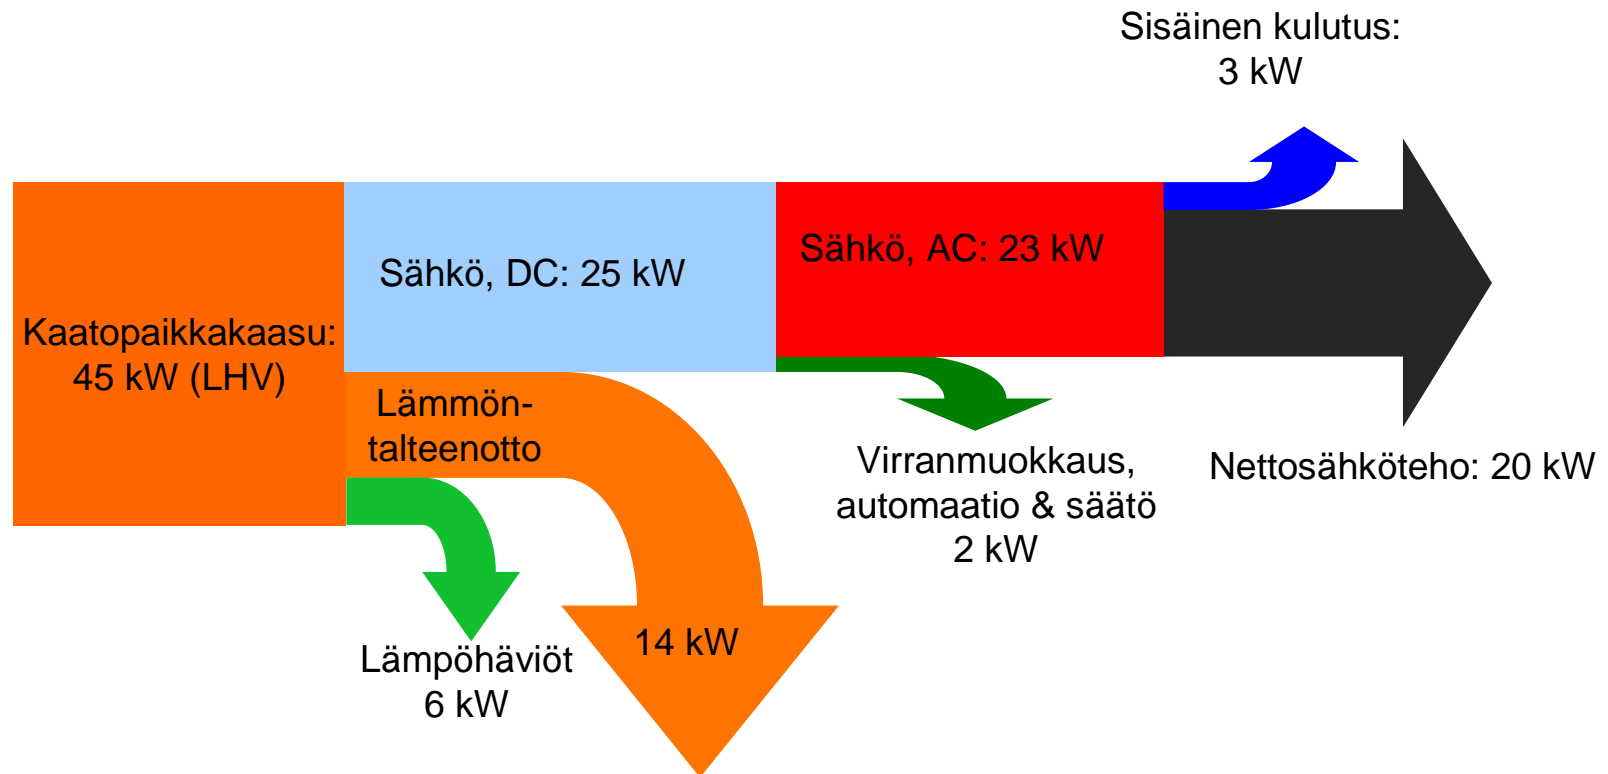 Sisäinen kulutus:
3 kW
Sähkö, AC: 23 kW
Sähkö, DC: 25 kW
Kaatopaikkakaasu:
45 kW (LHV)
Lämmön-
talteenotto
Virranmuokkaus,
automaatio & säätö
2 kW
Nettosähköteho: 20 kW
14 kW
Lämpöhäviöt
6 kW